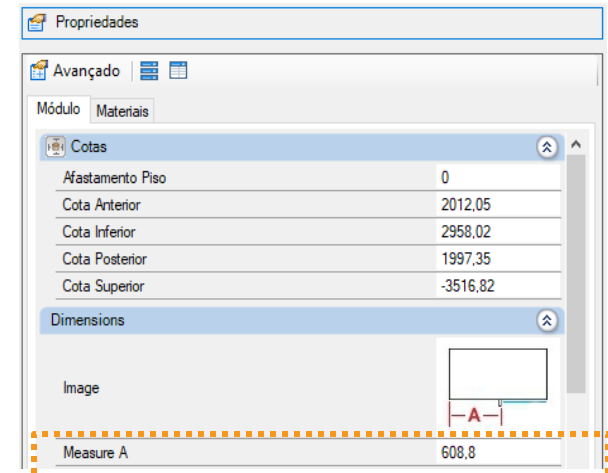 Propriedades
Avançado
Módulo Materiais
Cotas
Afastamento Piso 0
Cota Anterior 2012,05
Cota Inferior 2958,02
Cota Posterior 1997,35
Cota Superior -3516,82
Dimensions
Image
A
Measure A 608,8